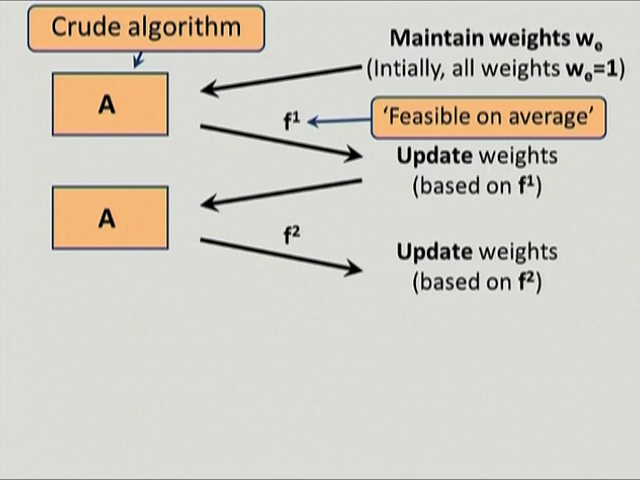 Crude algorithm
Maintain weights wₑ
(Intially, all weights wₑ=1)
A
f¹
‘Feasible on average’
Update weights
(based on f¹)
A
f²
Update weights
(based on f²)